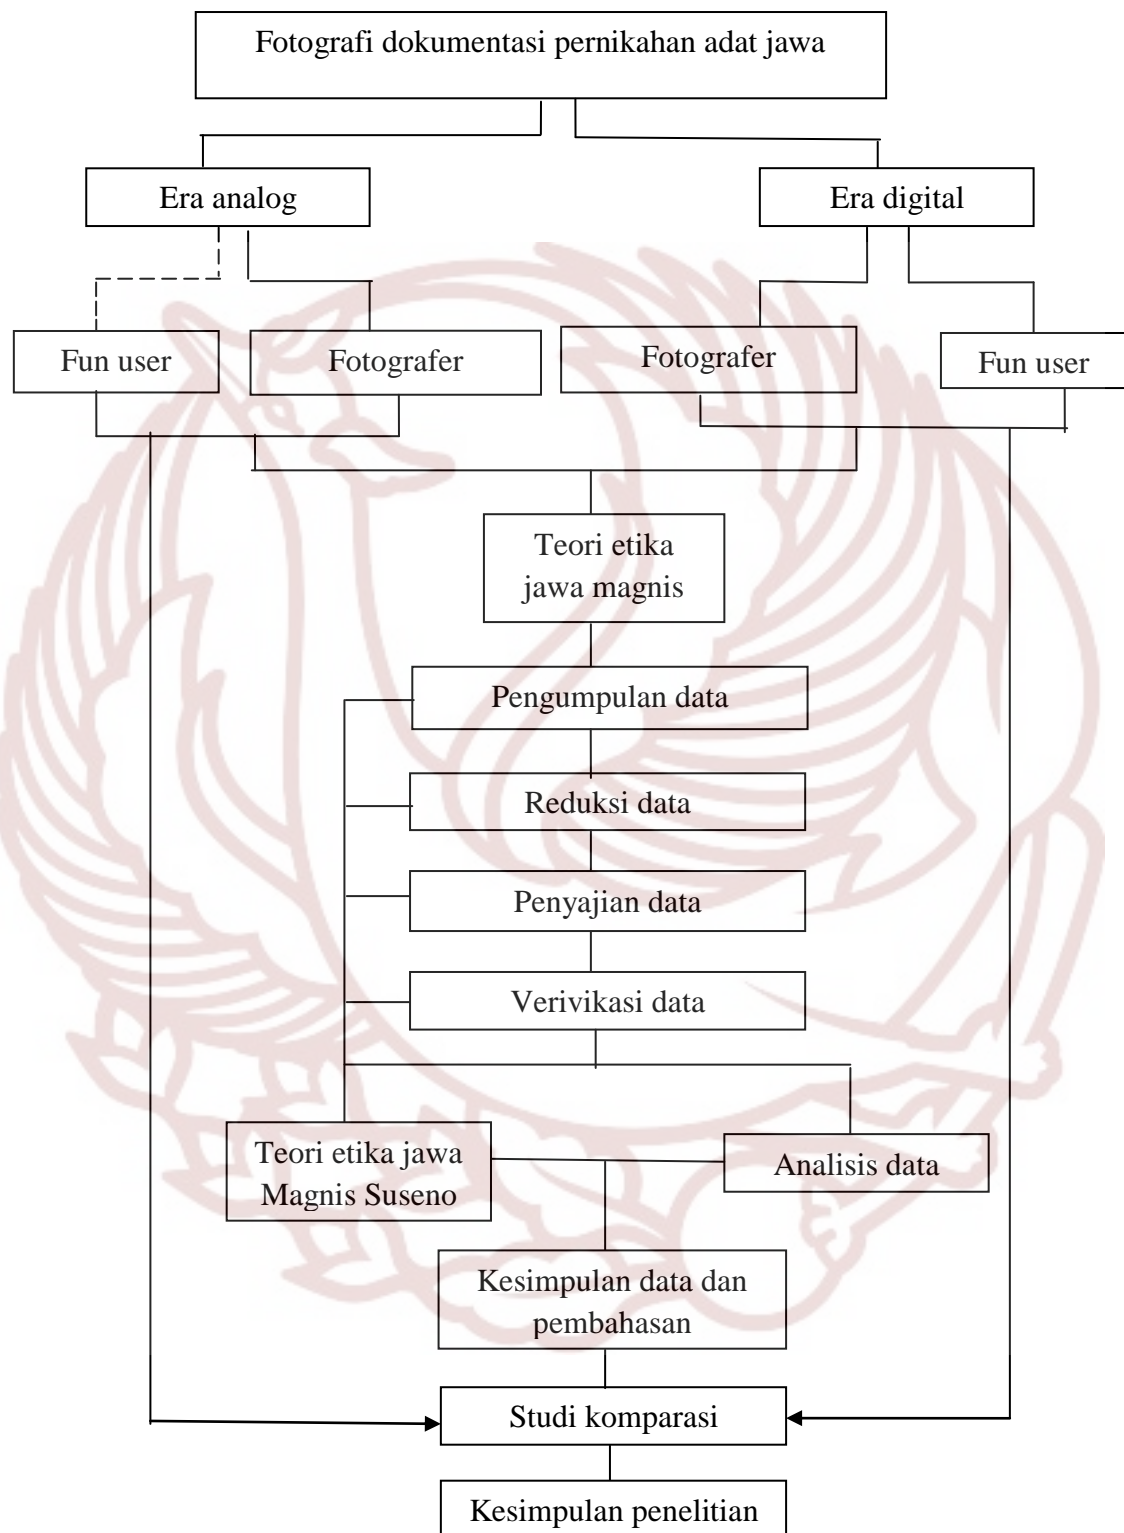 Fotografi dokumentasi pernikahan adat jawa
Era analog
Era digital
Fun user
Fotografer
Fotografer
Fun user
Teori etika
jawa magnis
Pengumpulan data
Reduksi data
Penyajian data
Verivikasi data
Teori etika jawa
Magnis Suseno
Analisis data
Kesimpulan data dan
pembahasan
Studi komparasi
Kesimpulan penelitian